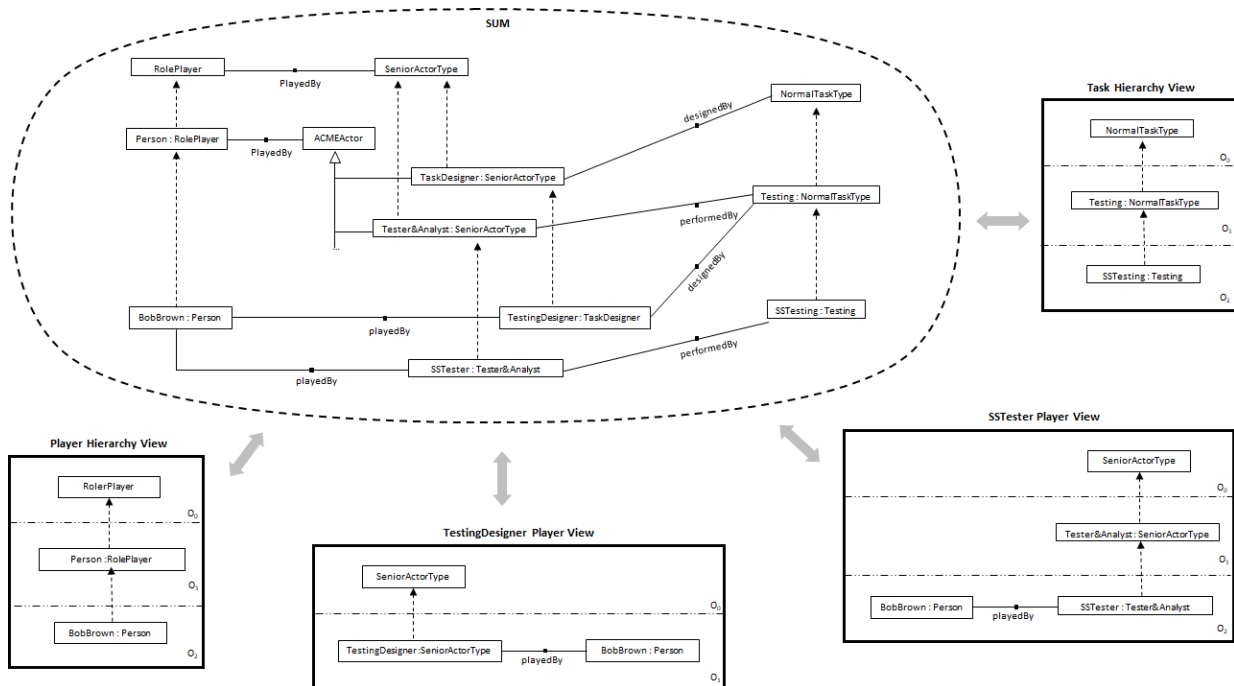 SUM
RolePlayer
PlayedBy
SeniorActorType
NormalTaskType
designedBy
Person : RolePlayer
PlayedBy
ACMEActor
TaskDesigner : SeniorActorType
Testing : NormalTaskType
Tester&Analyst : SeniorActorType
performedBy
...
designedBy
BobBrown : Person
playedBy
TestingDesigner : TaskDesigner
SSTesting : Testing
performedBy
SSTester : Tester&Analyst
playedBy
Task Hierarchy View
NormalTaskType
O0
Testing : NormalTaskType
O1
SSTesting : Testing
O2
Player Hierarchy View
RolerPlayer
O0
Person :RolePlayer
O1
BobBrown : Person
O2
TestingDesigner Player View
SeniorActorType
O0
TestingDesigner:SeniorActorType
playedBy
BobBrown : Person
O1
SSTester Player View
SeniorActorType
O0
Tester&Analyst : SeniorActorType
O1
BobBrown : Person
playedBy
SSTester : Tester&Analyst
O2